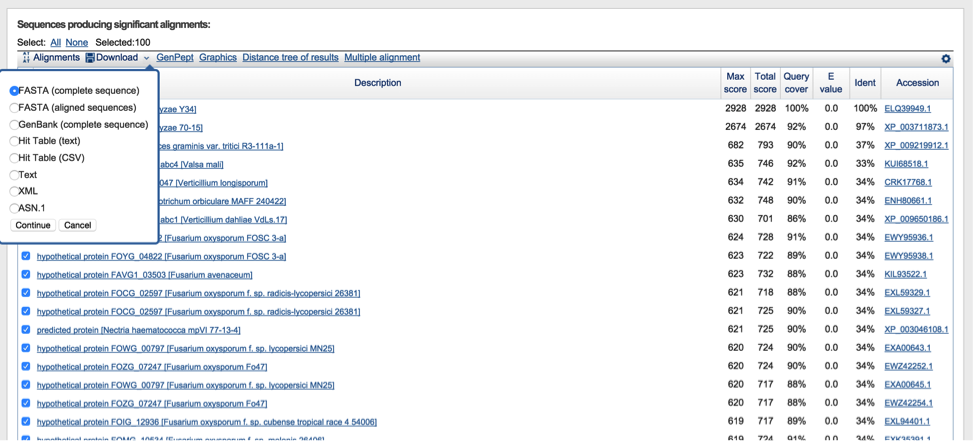 Sequences producing significant alignments:
Select: All None Selected:100
Alignments Download GenPept Graphics Distance tree of results Multiple alignment
Description Max score Total score Query cover E value Ident Accession
FASTA (complete sequence)
FASTA (aligned sequences)
GenBank (complete sequence)
Hit Table (text)
Hit Table (CSV)
Text
XML
ASN.1
Continue Cancel
yzae Y34] 2928 2928 100% 0.0 100% ELQ39949.1
yzae 70-15] 2674 2674 92% 0.0 97% XP_003711873.1
ces graminis var. tritici R3-111a-1] 682 793 90% 0.0 37% XP_009219912.1
abc4 [Valsa mali] 635 746 92% 0.0 33% KUI68518.1
047 [Verticillium longisporum] 634 742 91% 0.0 34% CRK17768.1
otrichum orbiculare MAFF 240422] 632 748 90% 0.0 34% ENH80661.1
abc1 [Verticillium dahliae VdLs.17] 630 701 86% 0.0 34% XP_009650186.1
2 [Fusarium oxysporum FOSC 3-a] 624 728 91% 0.0 34% EWY95936.1
hypothetical protein FOYG_04822 [Fusarium oxysporum FOSC 3-a] 623 722 89% 0.0 34% EWY95938.1
hypothetical protein FAVG1_03503 [Fusarium avenaceum] 623 732 88% 0.0 34% KIL93522.1
hypothetical protein FOCG_02597 [Fusarium oxysporum f. sp. radicis-lycopersici 26381] 621 718 88% 0.0 34% EXL59329.1
hypothetical protein FOCG_02597 [Fusarium oxysporum f. sp. radicis-lycopersici 26381] 621 725 90% 0.0 34% EXL59327.1
predicted protein [Nectria haematococca mpVI 77-13-4] 621 725 90% 0.0 34% XP_003046108.1
hypothetical protein FOWG_00797 [Fusarium oxysporum f. sp. lycopersici MN25] 620 724 90% 0.0 34% EXA00643.1
hypothetical protein FOZG_07247 [Fusarium oxysporum Fo47] 620 724 90% 0.0 34% EWZ42252.1
hypothetical protein FOWG_00797 [Fusarium oxysporum f. sp. lycopersici MN25] 620 717 88% 0.0 34% EXA00645.1
hypothetical protein FOZG_07247 [Fusarium oxysporum Fo47] 620 717 88% 0.0 34% EWZ42254.1
hypothetical protein FOIG_12936 [Fusarium oxysporum f. sp. cubense tropical race 4 54006] 619 717 89% 0.0 34% EXL94401.1
hypothetical protein FOMG_10534 [Fusarium oxysporum f. sp. melonis 26406] 619 724 91% 0.0 34% EXK35391.1